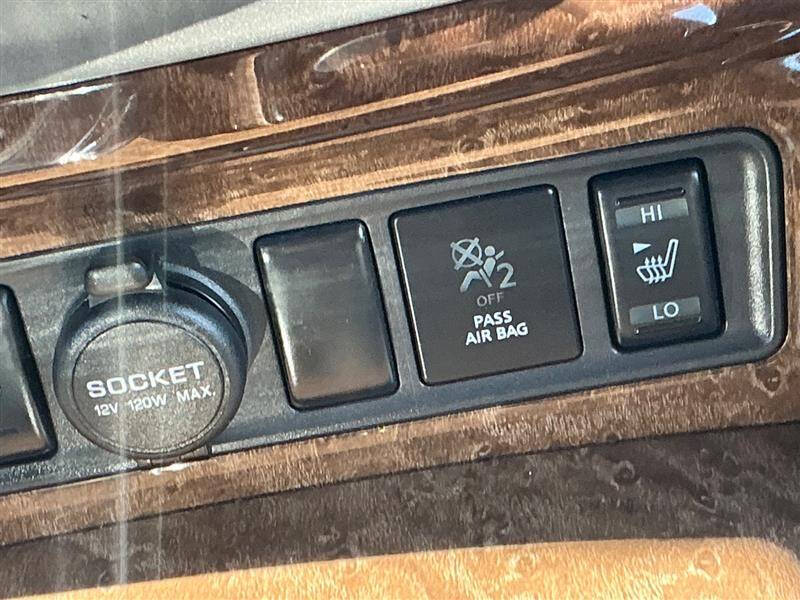 SOCKET
12V 120W MAX.
2
OFF
PASS
AIR BAG
HI
LO